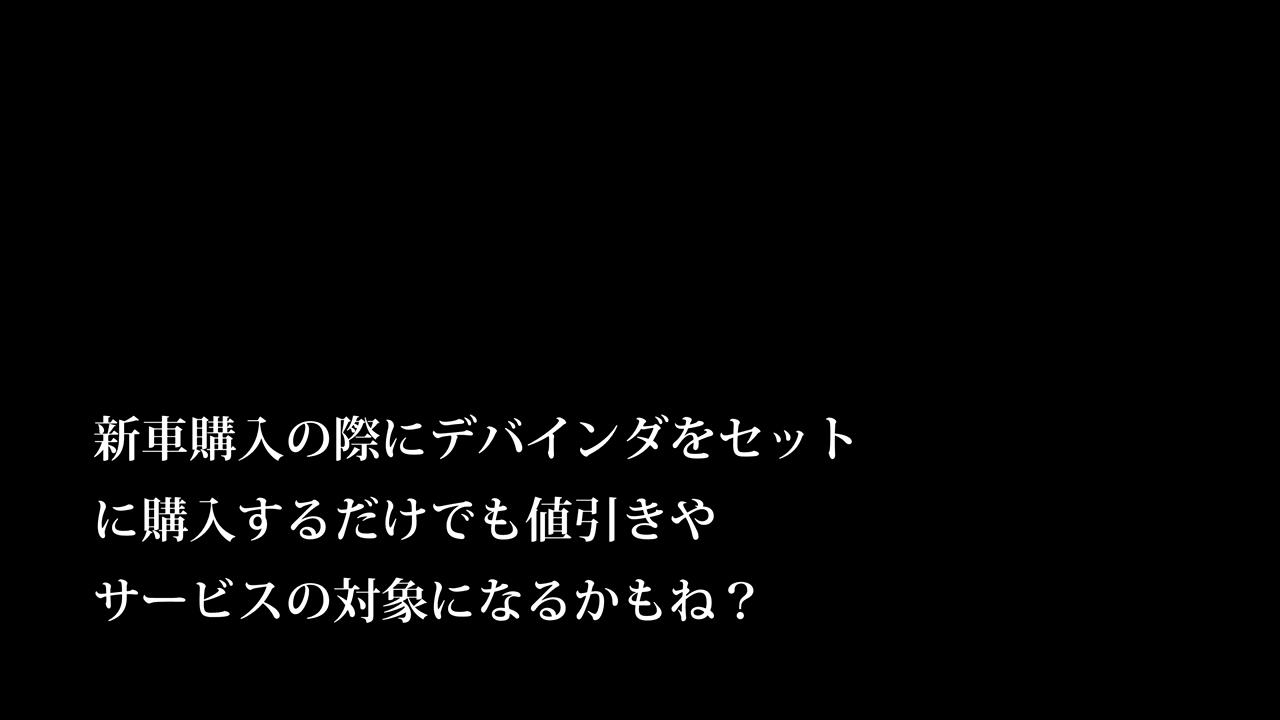 新車購入の際にデバインダをセット
に購入するだけでも値引きや
サービスの対象になるかもね？